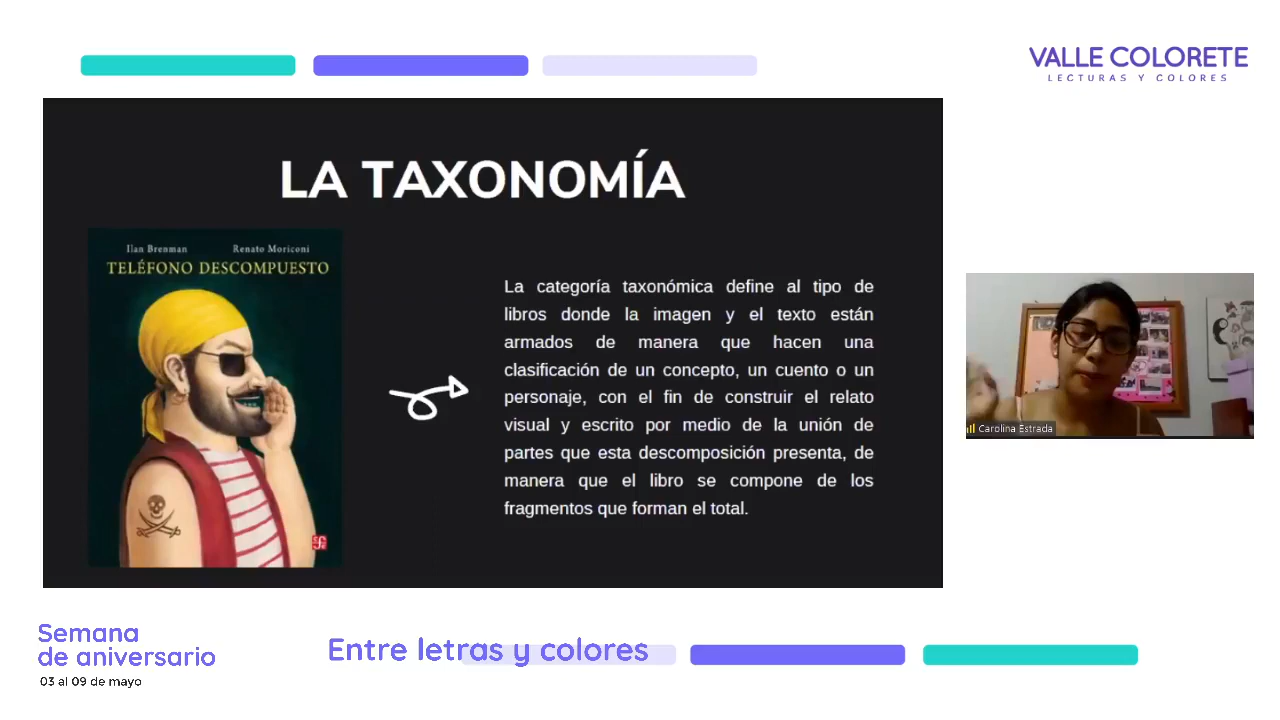 VALLE COLORETE
LECTURAS Y COLORES
LA TAXONOMÍA
Ilan Brenman Renato Moriconi
TELÉFONO DESCOMPUESTO
La categoría taxonómica define al tipo de
libros donde la imagen y el texto están
armados de manera que hacen una
clasificación de un concepto, un cuento o un
personaje, con el fin de construir el relato
visual y escrito por medio de la unión de
partes que esta descomposición presenta, de
manera que el libro se compone de los
fragmentos que forman el total.
Carolina Estrada
Semana
de aniversario
03 al 09 de mayo
Entre letras y colores